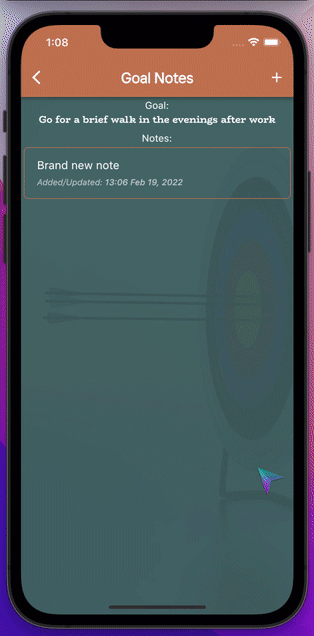 1:08
Goal Notes
Goal:
Go for a brief walk in the evenings after work
Notes:
Brand new note
Added/Updated: 13:06 Feb 19, 2022